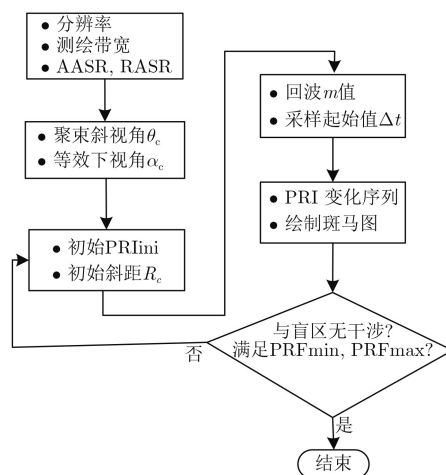 • 分辨率
• 测绘带宽
• AASR, RASR
• 聚束斜视角θc
• 等效下视角αc
• 初始PRIini
• 初始斜距Rc
• 回波m值
• 采样起始值Δt
• PRI 变化序列
• 绘制斑马图
与盲区无干涉?
满足PRFmin, PRFmax?
否
是
结束